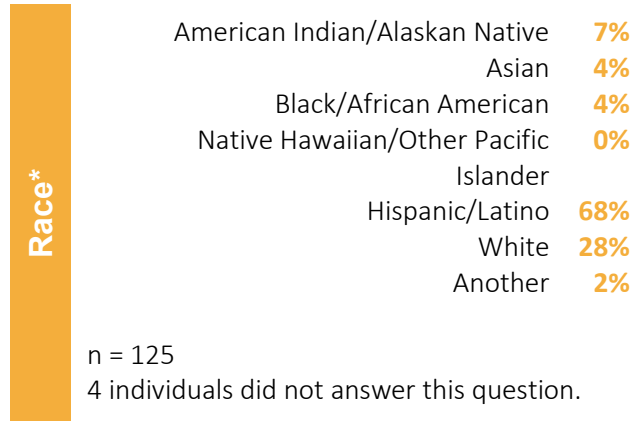 Race*
American Indian/Alaskan Native 7%
Asian 4%
Black/African American 4%
Native Hawaiian/Other Pacific 0%
Islander
Hispanic/Latino 68%
White 28%
Another 2%
n = 125
4 individuals did not answer this question.